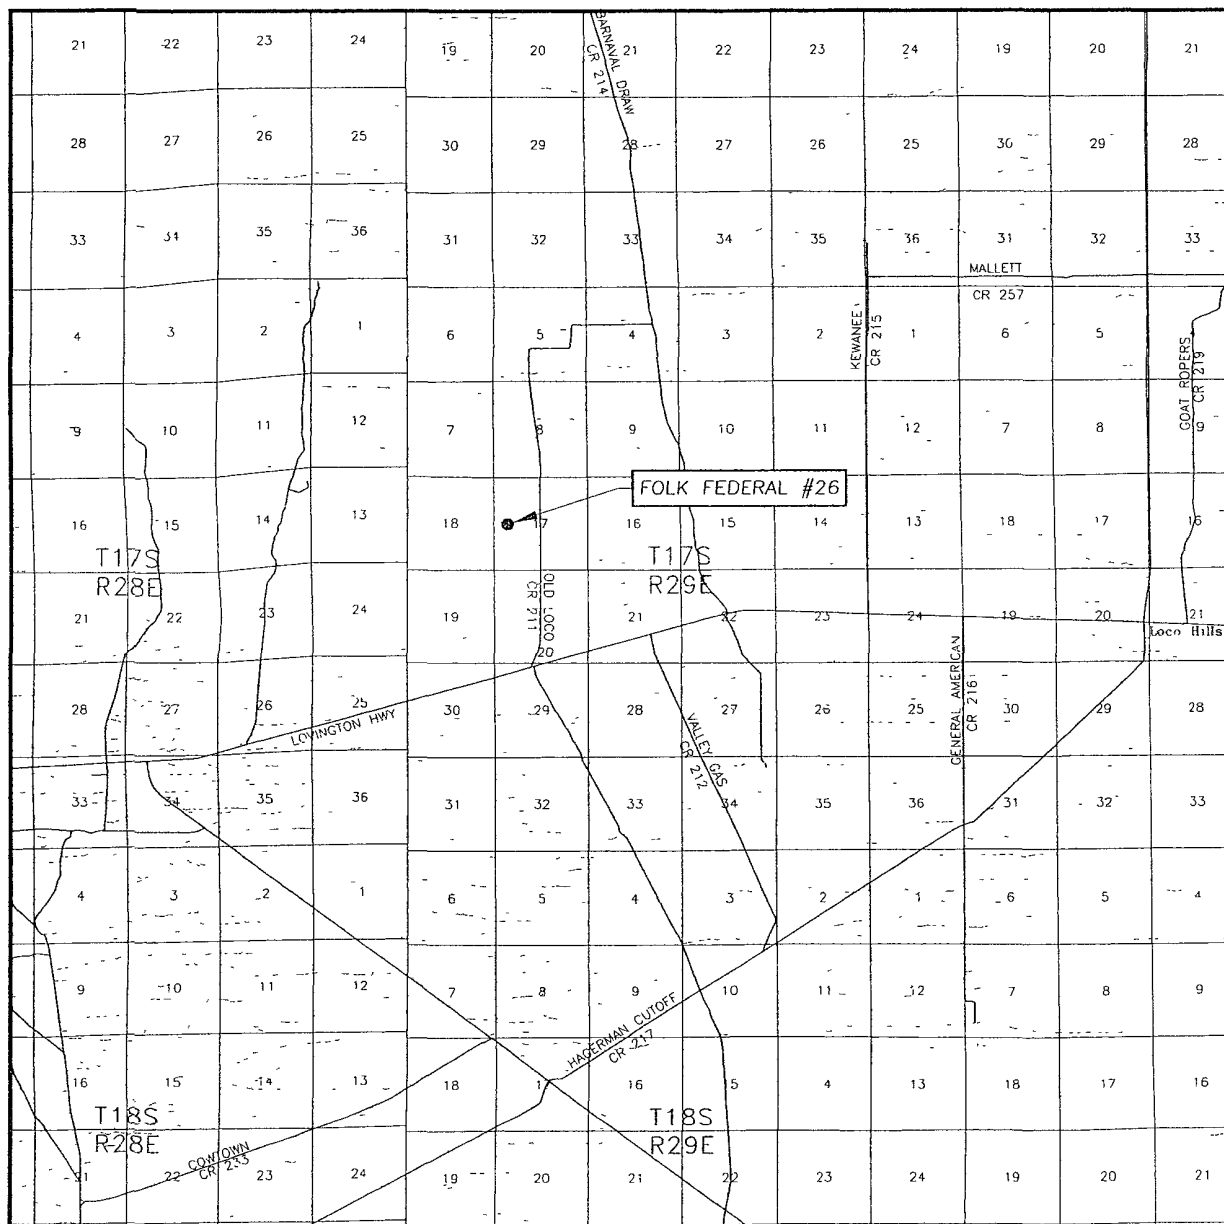 21 22 23 24 19 20 21 22 23 24 19 20 21
BARNAVAL DRAW
CR 214
28 27 26 25 30 29 28 27 26 25 30 29 28
33 34 35 36 31 32 33 34 35 36 31 32 33
MALLETT
CR 257
4 3 2 1 6 5 4 3 2 1 6 5
KEWANEE
CR 215
GOAT ROPERS
CR 219
9 10 11 12 7 8 9 10 11 12 7 8 9
FOLK FEDERAL #26
16 15 14 13 18 17 16 15 14 13 18 17 16
T17S
R28E
T17S
R29E
OLD LOCO
CR 211
21 22 23 24 19 20 21 22 23 24 19 20 21
Loco Hills
GENERAL AMERICAN
CR 216
28 27 26 25 30 29 28 27 26 25 30 29 28
LOVINGTON HWY
VALLEY GAS
CR 212
33 34 35 36 31 32 33 34 35 36 31 32 33
4 3 2 1 6 5 4 3 2 1 6 5 4
9 10 11 12 7 8 9 10 11 12 7 8 9
HAGERMAN CUTOFF
CR 217
16 15 14 13 18 17 16 15 4 13 18 17 16
T18S
R28E
T18S
R29E
COWTOWN
CR 233
21 22 23 24 19 20 21 22 23 24 19 20 21